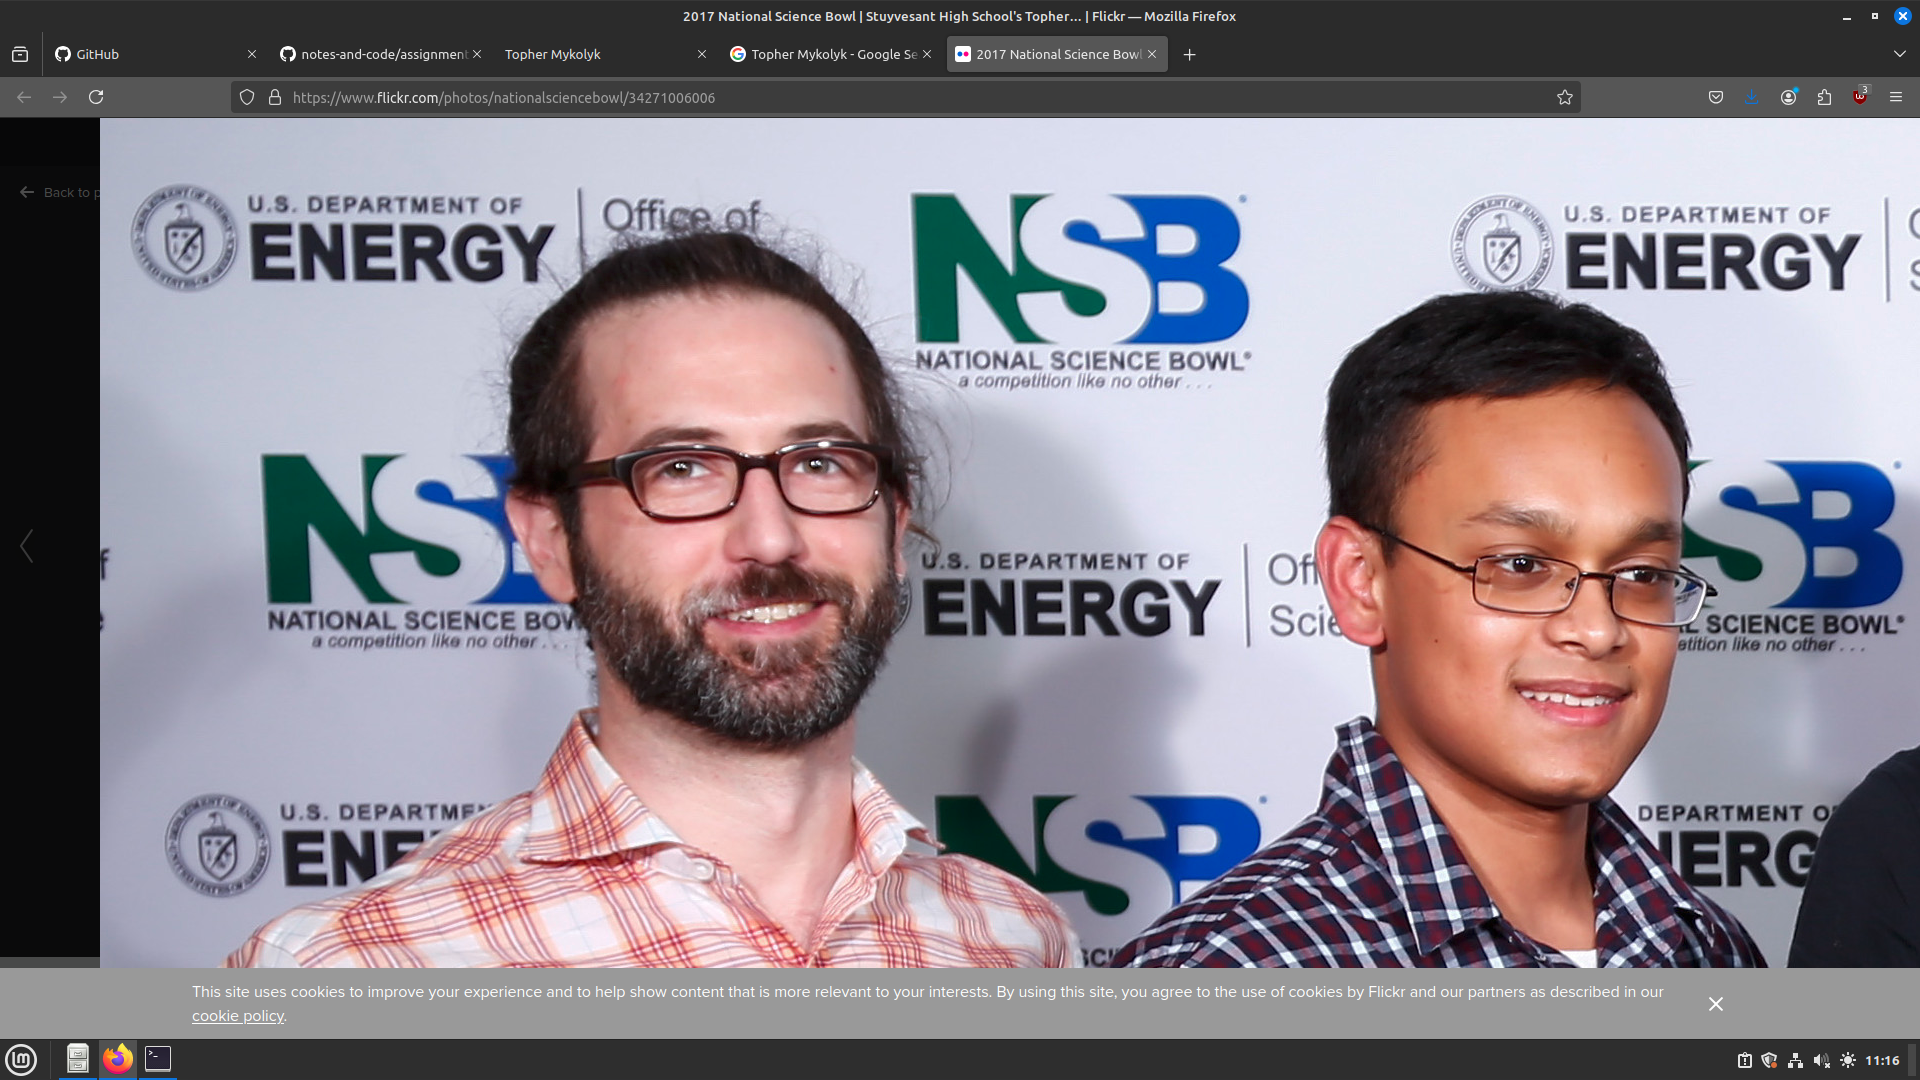 2017 National Science Bowl | Stuyvesant High School's Topher... | Flickr — Mozilla Firefox
GitHub
notes-and-code/assignment
Topher Mykolyk
Topher Mykolyk - Google Se
2017 National Science Bowl
https://www.flickr.com/photos/nationalsciencebowl/34271006006
3
Back to p
U.S. DEPARTMENT OF
ENERGY
Office of
NSB
NATIONAL SCIENCE BOWL®
a competition like no other . . .
U.S. DEPARTMENT OF
ENERGY
NSB
NATIONAL SCIENCE BOW
a competition like no other . . .
U.S. DEPARTMENT OF
ENERGY
Off
Scie
SB
L SCIENCE BOWL®
etition like no other . . .
U.S. DEPARTME
ENE
NSB
SCI
DEPARTMENT O
ERG
This site uses cookies to improve your experience and to help show content that is more relevant to your interests. By using this site, you agree to the use of cookies by Flickr and our partners as described in our
cookie policy.
lm
11:16